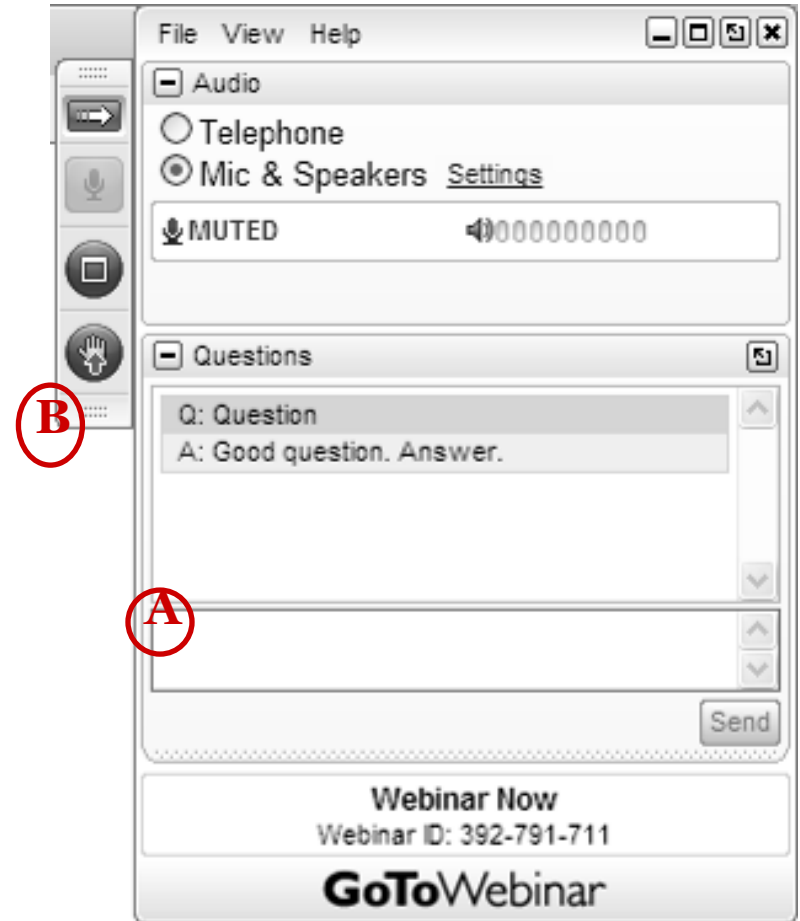 File View Help
Audio
Telephone
Mic & Speakers Settings
MUTED
Questions
Q: Question
A: Good question. Answer.
B
A
Send
Webinar Now
Webinar ID: 392-791-711
GoToWebinar